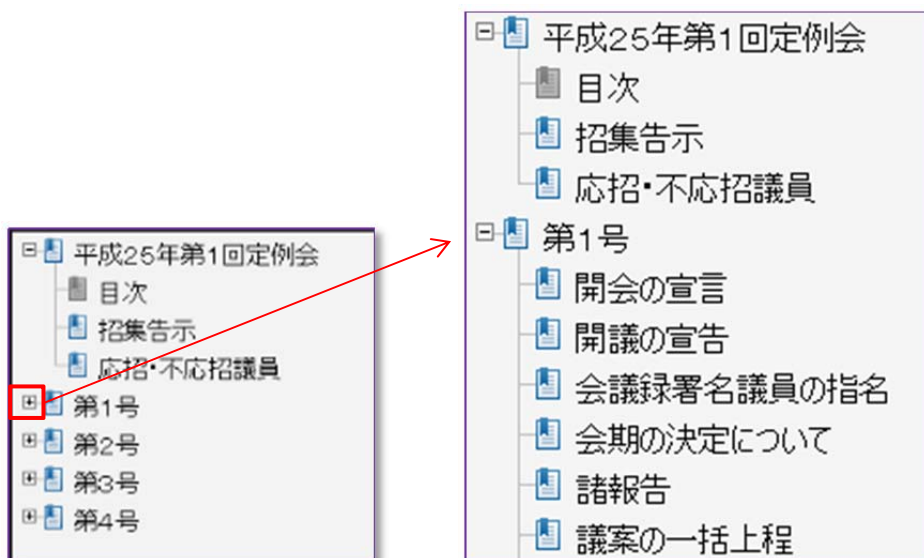 平成25年第1回定例会
目次
招集告示
応招・不応招議員
第1号
第2号
第3号
第4号
平成25年第1回定例会
目次
招集告示
応招・不応招議員
第1号
開会の宣言
開議の宣告
会議録署名議員の指名
会期の決定について
諸報告
議案の一括上程